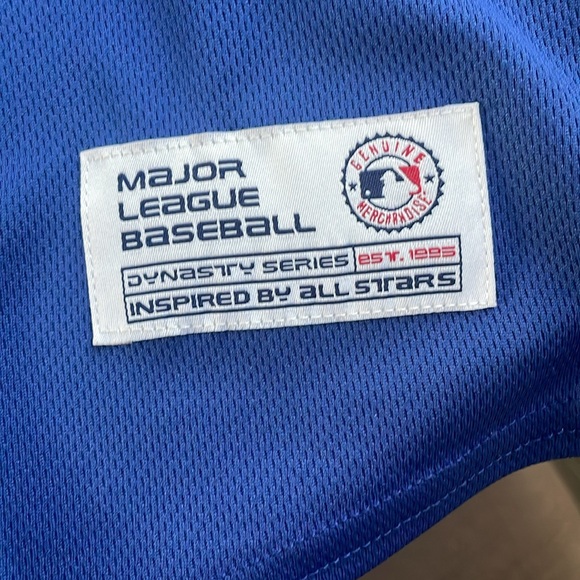 MAJOR
LEAGUE
BASEBALL
GENUINE
MERCHANDISE
DYNASTY SERIES EST. 1995
INSPIRED BY ALL STARS